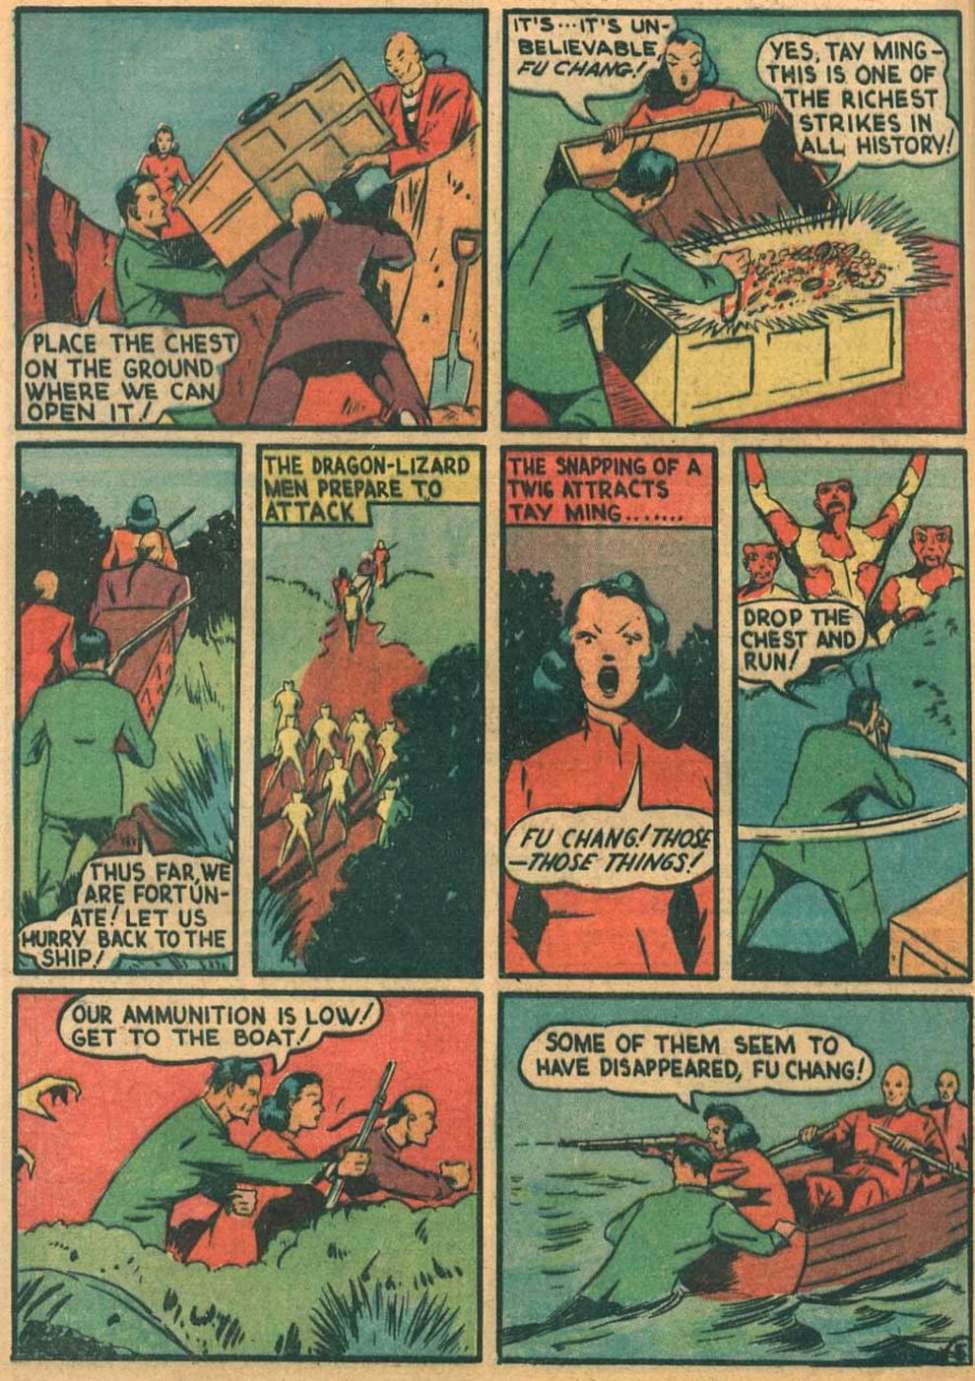 PLACE THE CHEST
ON THE GROUND
WHERE WE CAN
OPEN IT!
IT'S...IT'S UN-
BELIEVABLE,
FU CHANG!
YES, TAY MING-
THIS IS ONE OF
THE RICHEST
STRIKES IN
ALL HISTORY!
THUS FAR, WE
ARE FORTUN-
ATE! LET US
HURRY BACK TO THE
SHIP!
THE DRAGON-LIZARD
MEN PREPARE TO
ATTACK
THE SNAPPING OF A
TWIG ATTRACTS
TAY MING.......
FU CHANG! THOSE
-THOSE THINGS!
DROP THE
CHEST AND
RUN!
OUR AMMUNITION IS LOW!
GET TO THE BOAT!
SOME OF THEM SEEM TO
HAVE DISAPPEARED, FU CHANG!